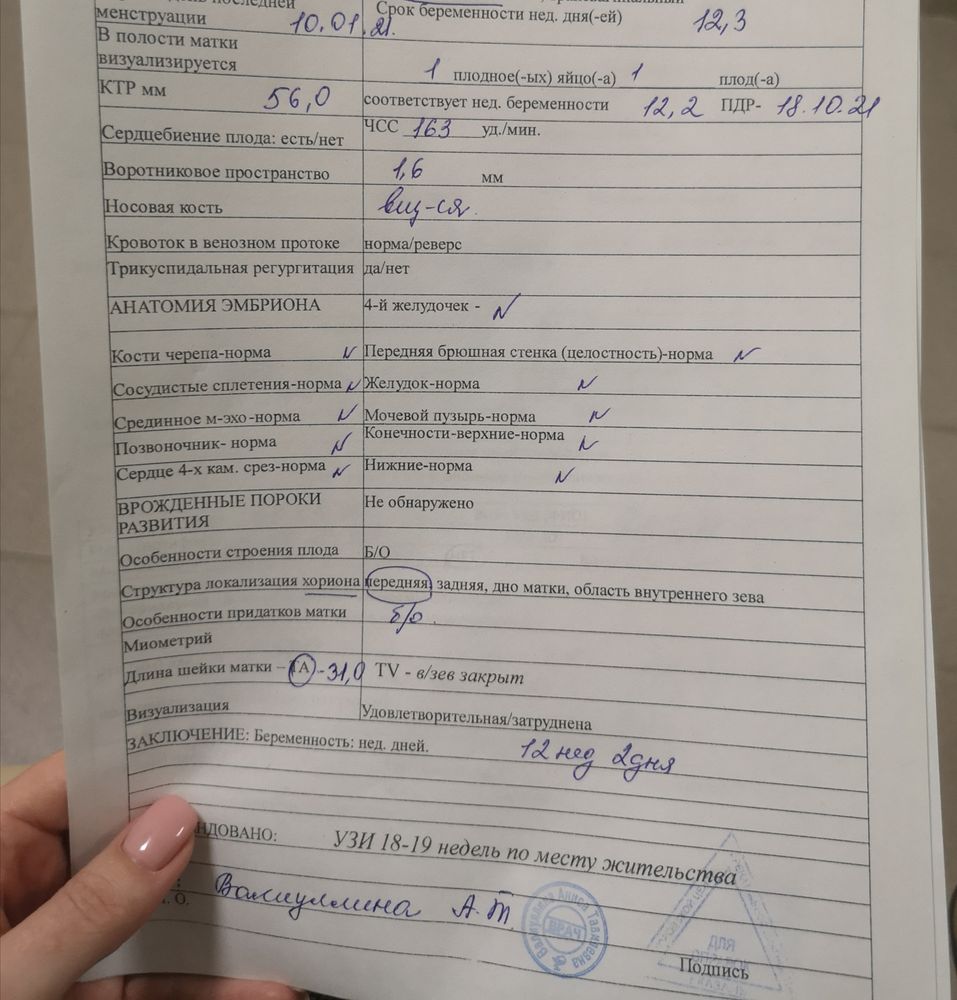 последней
менструации 10.01.21.
Срок беременности нед. дня(-ей) 12,3
В полости матки
визуализируется
1 плодное(-ых) яйцо(-а) 1 плод(-а)
КТР мм 56,0
соответствует нед. беременности 12,2 ПДР- 18.10.21
Сердцебиение плода: есть/нет
ЧСС 163 уд./мин.
Воротниковое пространство 1,6 мм
Носовая кость виз-ся.
Кровоток в венозном протоке норма/реверс
Трикуспидальная регургитация да/нет
АНАТОМИЯ ЭМБРИОНА 4-й желудочек - N
Кости черепа-норма N Передняя брюшная стенка (целостность)-норма N
Сосудистые сплетения-норма N Желудок-норма N
Срединное м-эхо-норма N Мочевой пузырь-норма N
Позвоночник- норма N Конечности-верхние-норма N
Сердце 4-х кам. срез-норма N Нижние-норма N
ВРОЖДЕННЫЕ ПОРОКИ
РАЗВИТИЯ
Не обнаружено
Особенности строения плода Б/О
Структура локализация хориона передняя, задняя, дно матки, область внутреннего зева
Особенности придатков матки б/о.
Миометрий
Длина шейки матки – ТА -31,0 TV - в/зев закрыт
Визуализация Удовлетворительная/затруднена
ЗАКЛЮЧЕНИЕ: Беременность: нед. дней. 12 нед 2дня
НДОВАНО: УЗИ 18-19 недель по месту жительства
Валиуллина А.Т.
ВРАЧ
ДЛЯ
Подпись